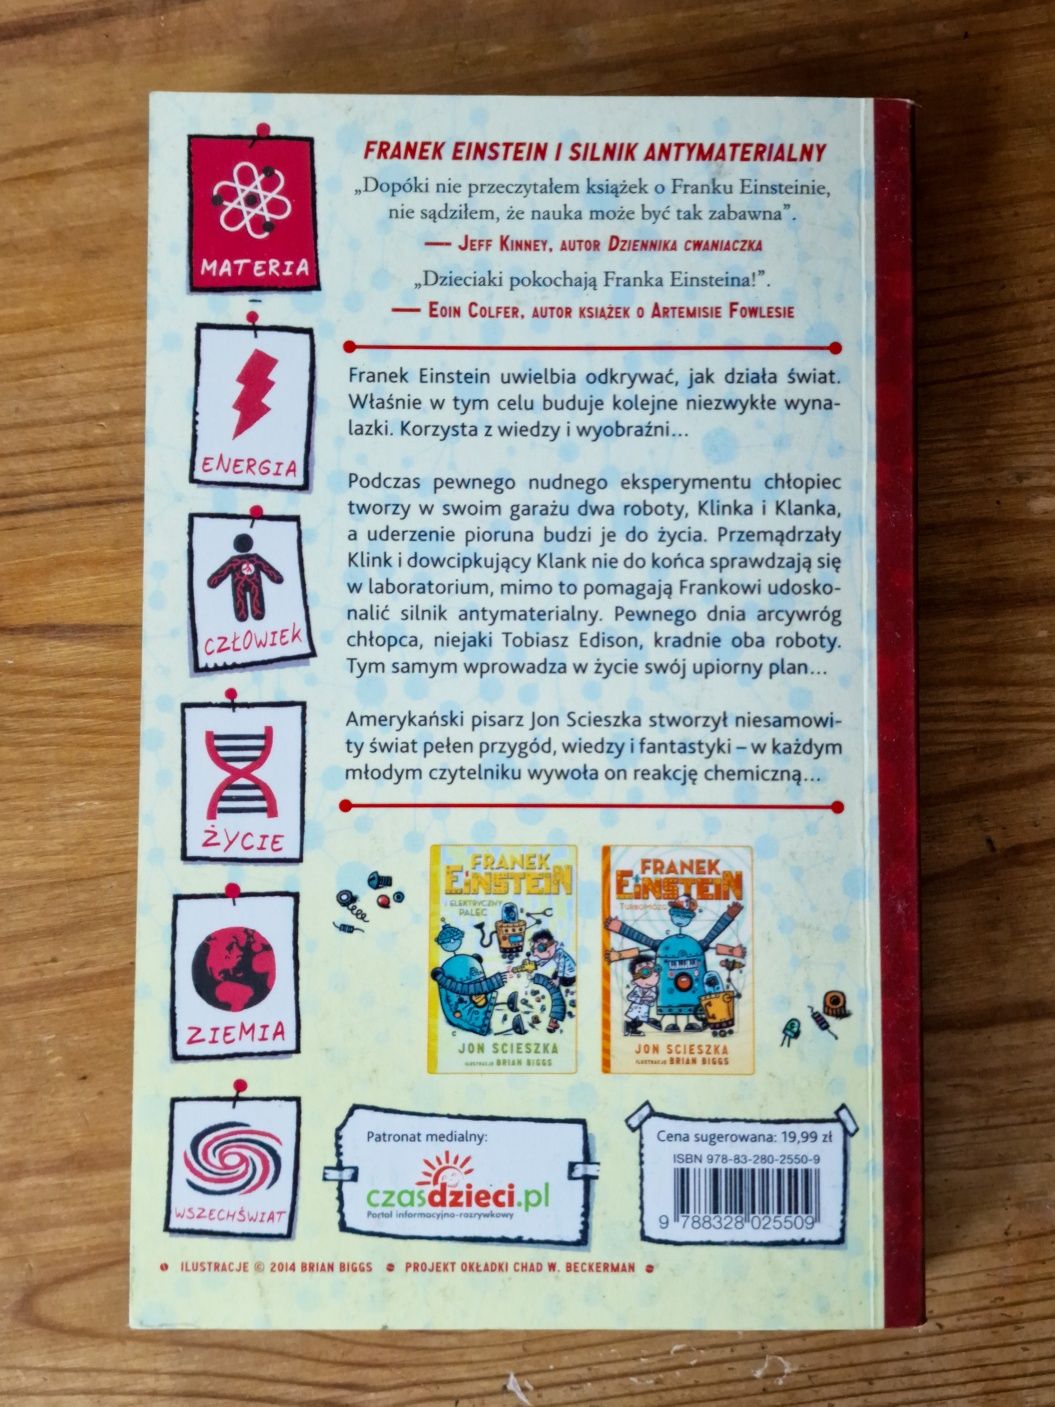 MATERIA
ENERGIA
CZŁOWIEK
ŻYCIE
ZIEMIA
WSZECHŚWIAT
FRANEK EINSTEIN I SILNIK ANTYMATERIALNY
„Dopóki nie przeczytałem książek o Franku Einsteinie,
nie sądziłem, że nauka może być tak zabawna”.
— JEFF KINNEY, AUTOR DZIENNIKA CWANIACZKA
„Dzieciaki pokochają Franka Einsteina!”.
— EOIN COLFER, AUTOR KSIĄŻEK O ARTEMISIE FOWLESIE
Franek Einstein uwielbia odkrywać, jak działa świat.
Właśnie w tym celu buduje kolejne niezwykłe wyna-
lazki. Korzysta z wiedzy i wyobraźni...
Podczas pewnego nudnego eksperymentu chłopiec
tworzy w swoim garażu dwa roboty, Klinka i Klanka,
a uderzenie pioruna budzi je do życia. Przemądrzały
Klink i dowcipkujący Klank nie do końca sprawdzają się
w laboratorium, mimo to pomagają Frankowi udosko-
nalić silnik antymaterialny. Pewnego dnia arcywróg
chłopca, niejaki Tobiasz Edison, kradnie oba roboty.
Tym samym wprowadza w życie swój upiorny plan...
Amerykański pisarz Jon Scieszka stworzył niesamowi-
ty świat pełen przygód, wiedzy i fantastyki – w każdym
młodym czytelniku wywoła on reakcję chemiczną...
FRANEK
EINSTEIN
I ELEKTRYCZNY
PALEC
JON SCIESZKA
ILUSTRACJE BRIAN BIGGS
FRANEK
EINSTEIN
I TURBOMÓZG
JON SCIESZKA
ILUSTRACJE BRIAN BIGGS
Patronat medialny:
czasdzieci.pl
Portal informacyjno-rozrywkowy
Cena sugerowana: 19,99 zł
ISBN 978-83-280-2550-9
9 788328 025509
ILUSTRACJE © 2014 BRIAN BIGGS PROJEKT OKŁADKI CHAD W. BECKERMAN